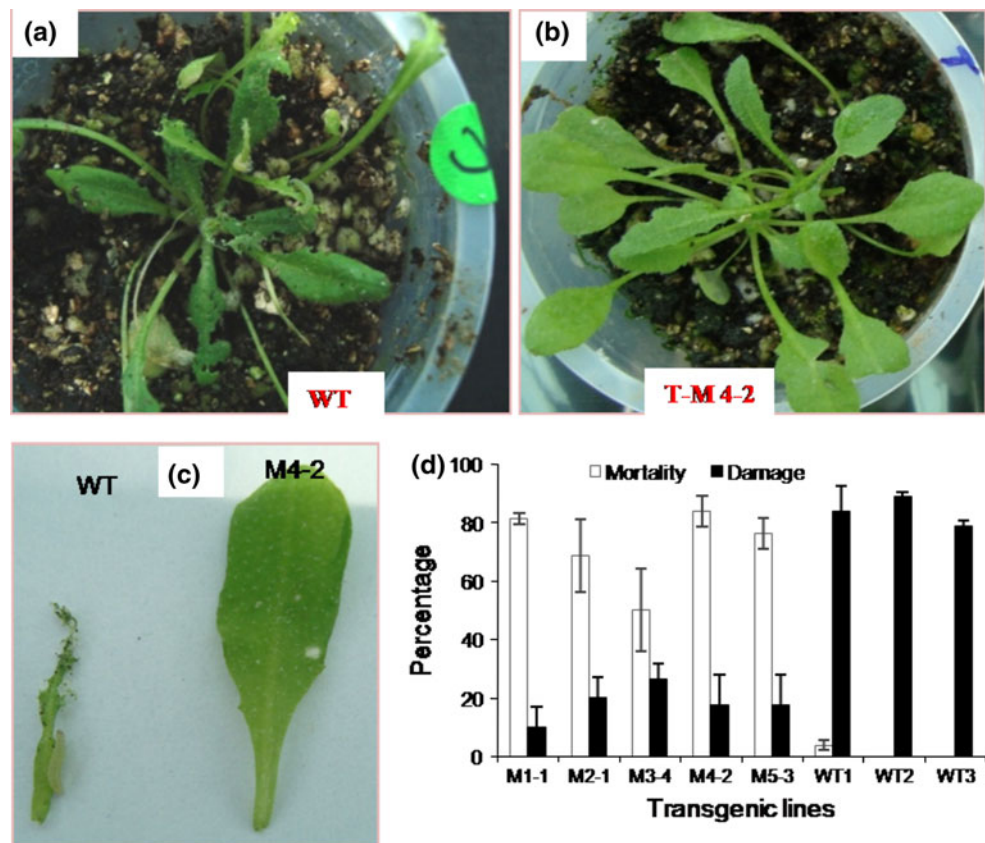 (a)
WT
(b)
T-M 4-2
(c)
WT
M4-2
(d)
Mortality
Damage
Percentage
100
80
60
40
20
0
M1-1 M2-1 M3-4 M4-2 M5-3 WT1 WT2 WT3
Transgenic lines